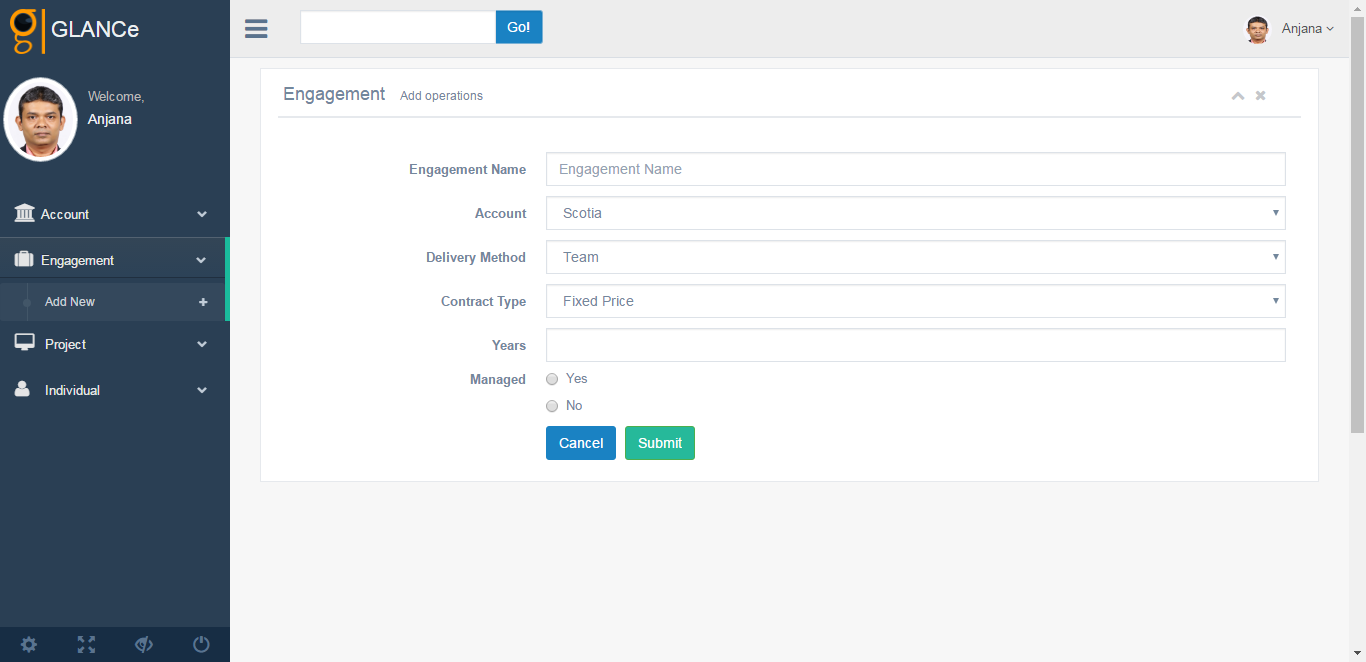 GLANCe
Go!
Anjana
Welcome,
Anjana
Account
Engagement
Add New
Project
Individual
Engagement Add operations
Engagement Name Engagement Name
Account Scotia
Delivery Method Team
Contract Type Fixed Price
Years
Managed Yes
No
Cancel Submit